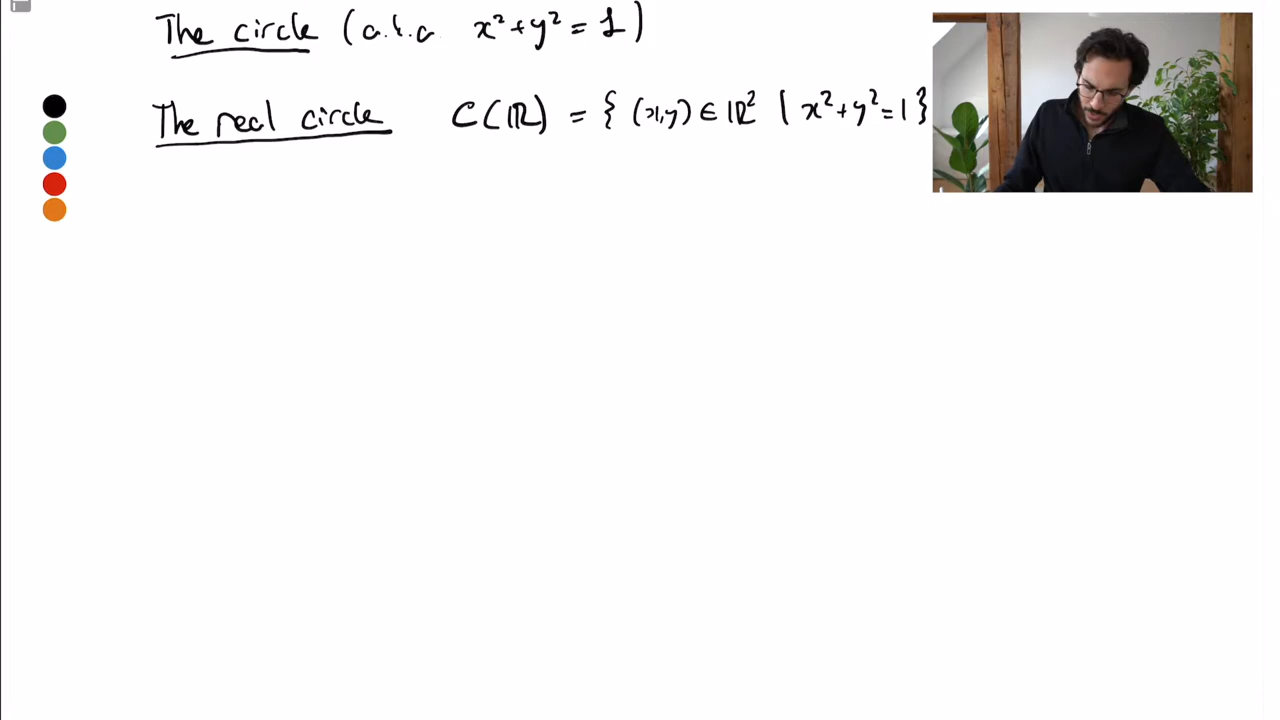 The circle (a.k.a x² + y² = 1)
The real circle C(ℝ) = { (x,y) ∈ ℝ² | x² + y² = 1 }